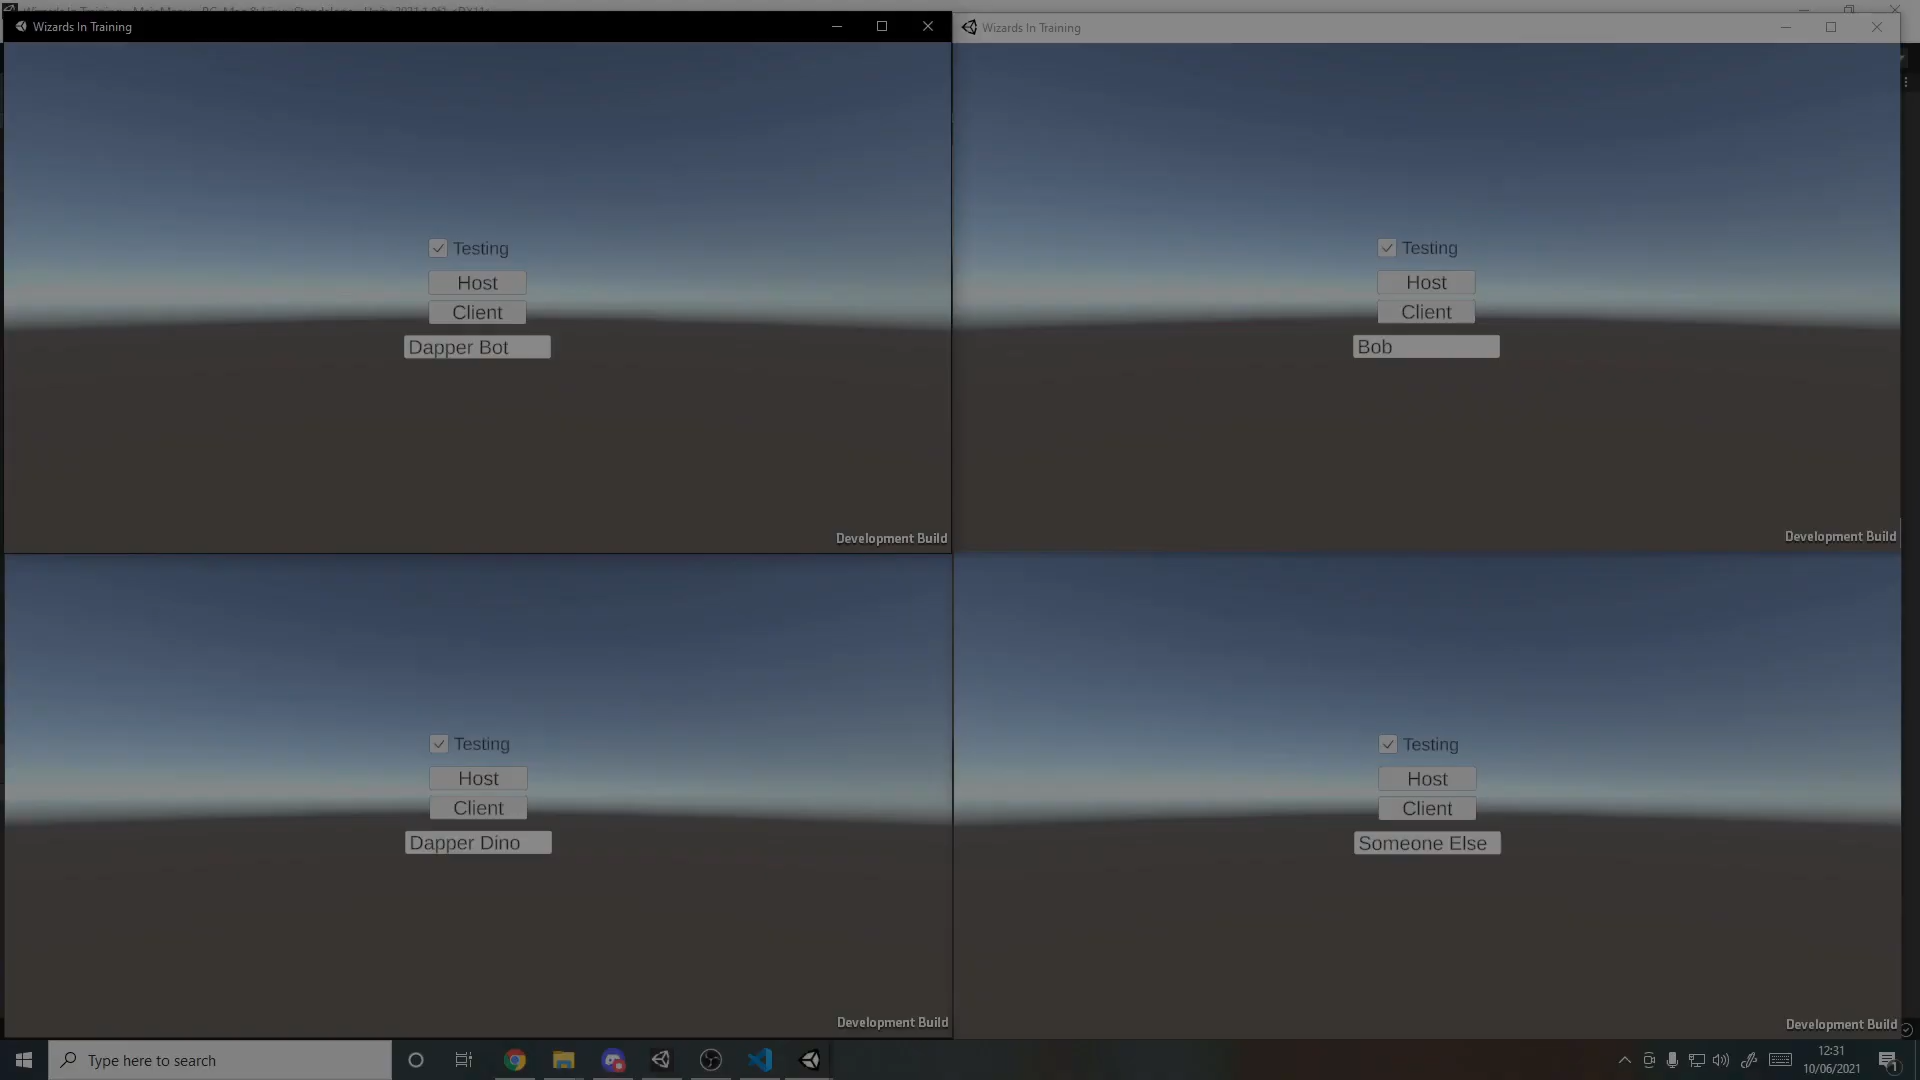 Wizards In Training
Wizards In Training
Testing
Host
Client
Dapper Bot
Development Build
Testing
Host
Client
Bob
Development Build
Testing
Host
Client
Dapper Dino
Development Build
Testing
Host
Client
Someone Else
Development Build
Type here to search
12:31
10/06/2021
1